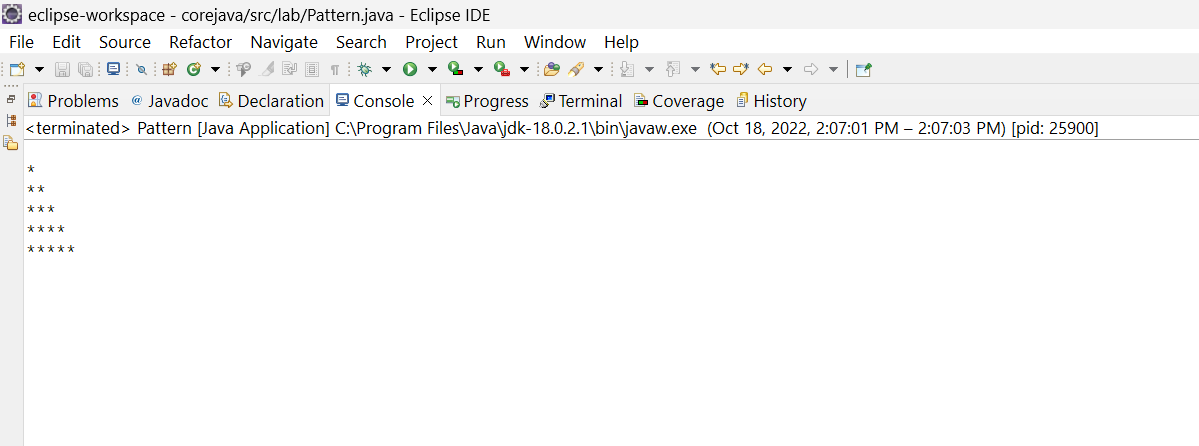 eclipse-workspace - corejava/src/lab/Pattern.java - Eclipse IDE
File Edit Source Refactor Navigate Search Project Run Window Help
Problems @ Javadoc Declaration Console × Progress Terminal Coverage History
<terminated> Pattern [Java Application] C:\Program Files\Java\jdk-18.0.2.1\bin\javaw.exe (Oct 18, 2022, 2:07:01 PM – 2:07:03 PM) [pid: 25900]
*
**
***
****
*****